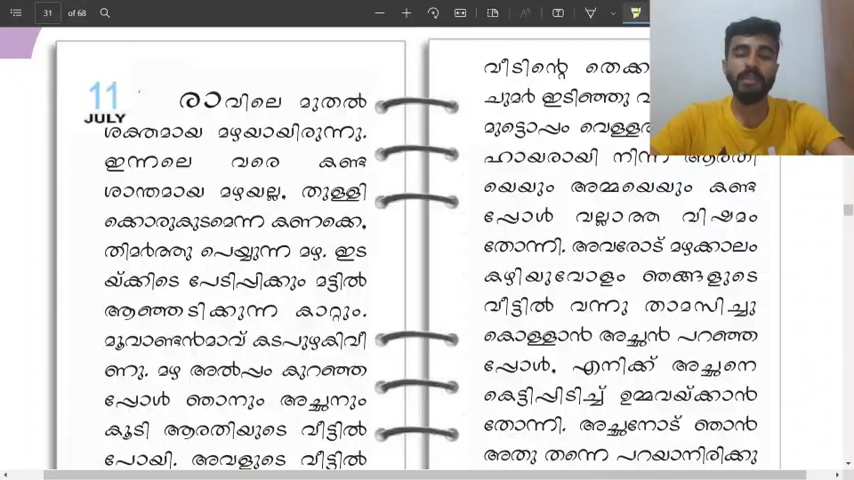 31 of 68
11
JULY
രാവിലെ മുതൽ
ശക്തമായ മഴയായിരുന്നു.
ഇന്നലെ വരെ കണ്ട
ശാന്തമായ മഴയല്ല, തുള്ളി
ക്കൊരുകുടമെന്ന കണക്കെ,
തിമർത്തു പെയ്യുന്ന മഴ. ഇട
യ്ക്കിടെ പേടിപ്പിക്കും മട്ടിൽ
ആഞ്ഞടിക്കുന്ന കാറ്റും.
മൂവാണ്ടൻമാവ് കടപുഴകിവീ
ണു. മഴ അൽപ്പം കുറഞ്ഞ
പ്പോൾ ഞാനും അച്ഛനും
കൂടി ആരതിയുടെ വീട്ടിൽ
പോയി. അവളുടെ വീട്ടിൽ
വീടിന്റെ
ചുമർ ഇടിഞ്ഞു
മുട്ടൊപ്പം
ഹായരായി നിന്ന ആരതി
യെയും അമ്മയെയും കണ്ട
പ്പോൾ വല്ലാത്ത വിഷമം
തോന്നി. അവരോട് മഴക്കാലം
കഴിയുവോളം ഞങ്ങളുടെ
വീട്ടിൽ വന്നു താമസിച്ചു
കൊള്ളാൻ അച്ഛൻ പറഞ്ഞ
പ്പോൾ, എനിക്ക് അച്ഛനെ
കെട്ടിപ്പിടിച്ച് ഉമ്മവയ്ക്കാൻ
തോന്നി. അച്ഛനോട് ഞാൻ
അതു തന്നെ പറയാനിരിക്കു